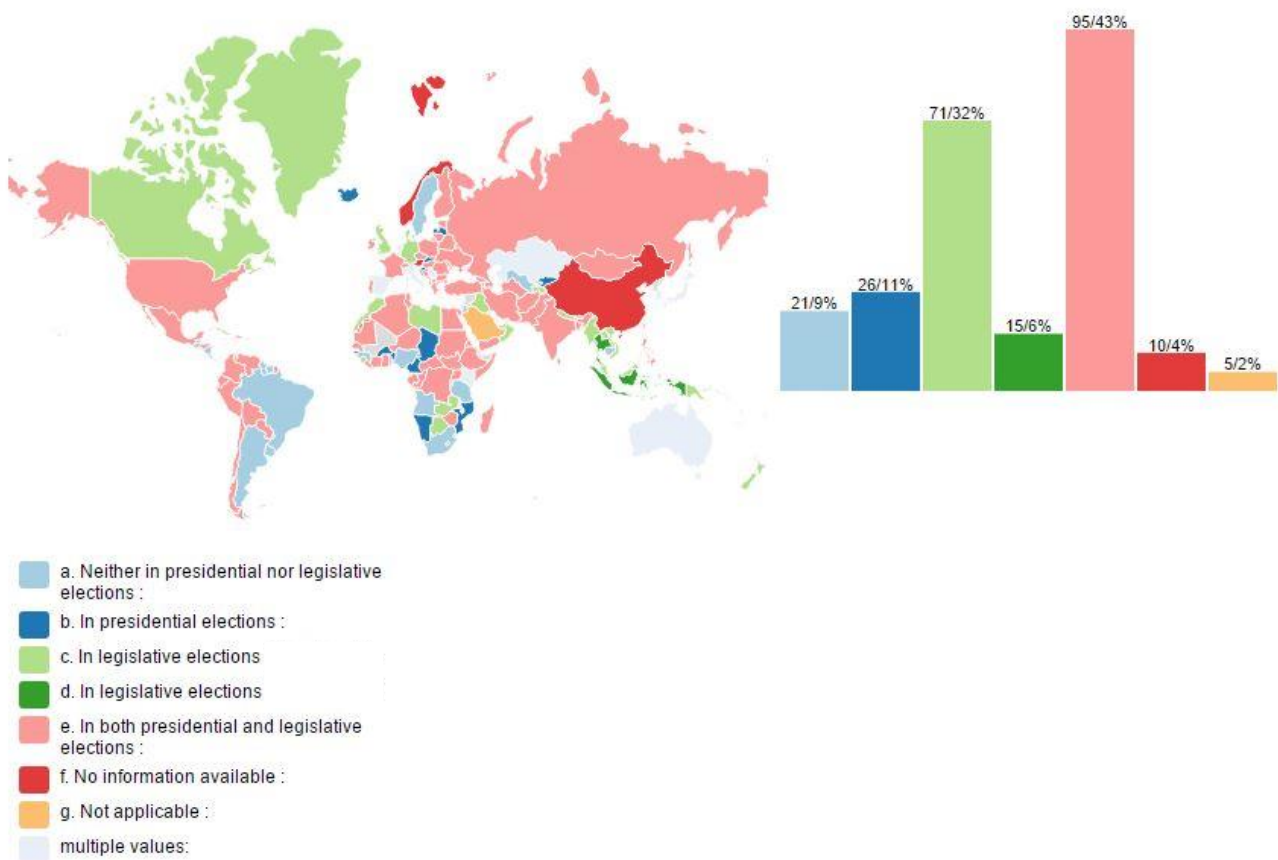 95/43%
71/32%
21/9%
26/11%
15/6%
10/4%
5/2%
a. Neither in presidential nor legislative
elections :
b. In presidential elections :
c. In legislative elections
d. In legislative elections
e. In both presidential and legislative
elections :
f. No information available :
g. Not applicable :
multiple values: